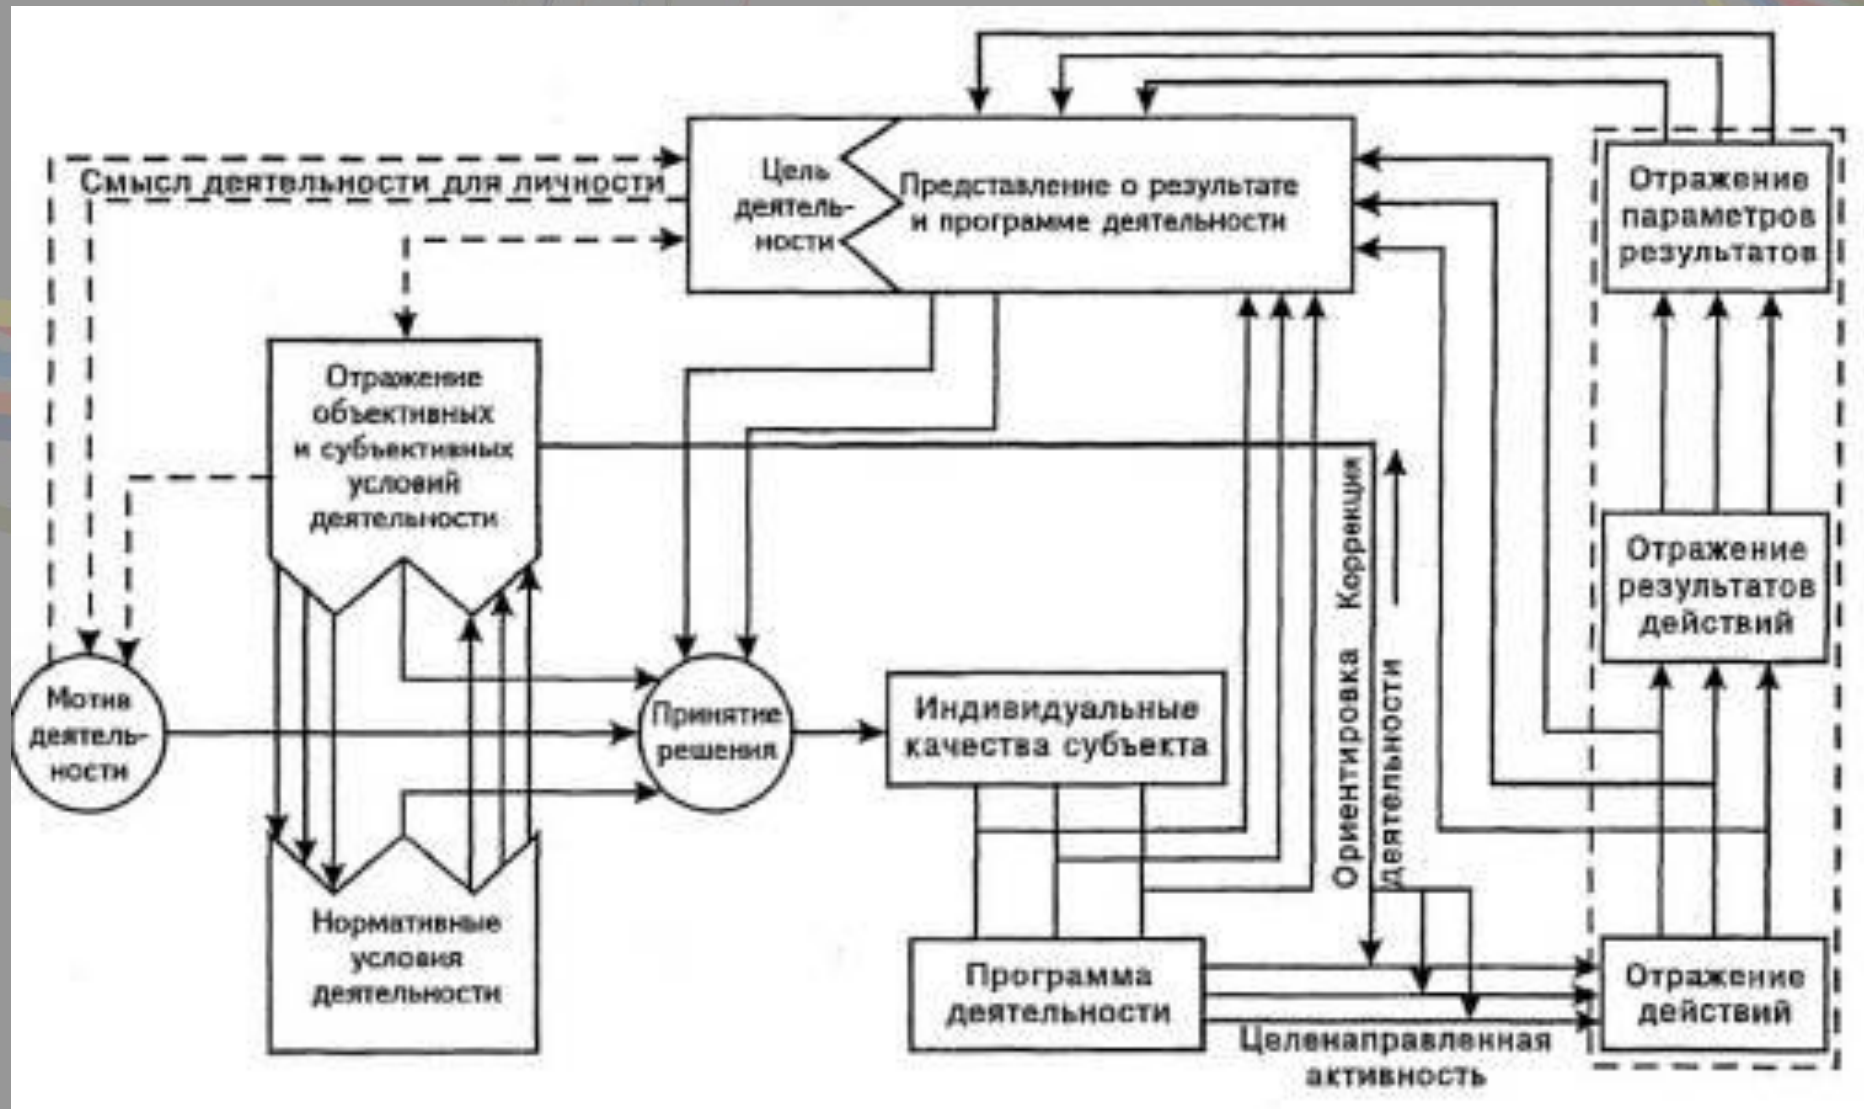 Смысл деятельности для личности
Цель
деятель-
ности
Представление о результате
и программе деятельности
Отражение
параметров
результатов
Отражение
объективных
и субъективных
условий
деятельности
Отражение
результатов
действий
Мотив
деятель-
ности
Принятие
решения
Индивидуальные
качества субъекта
Ориентировка Коррекция
деятельности
Нормативные
условия
деятельности
Программа
деятельности
Отражение
действий
Целенаправленная
активность